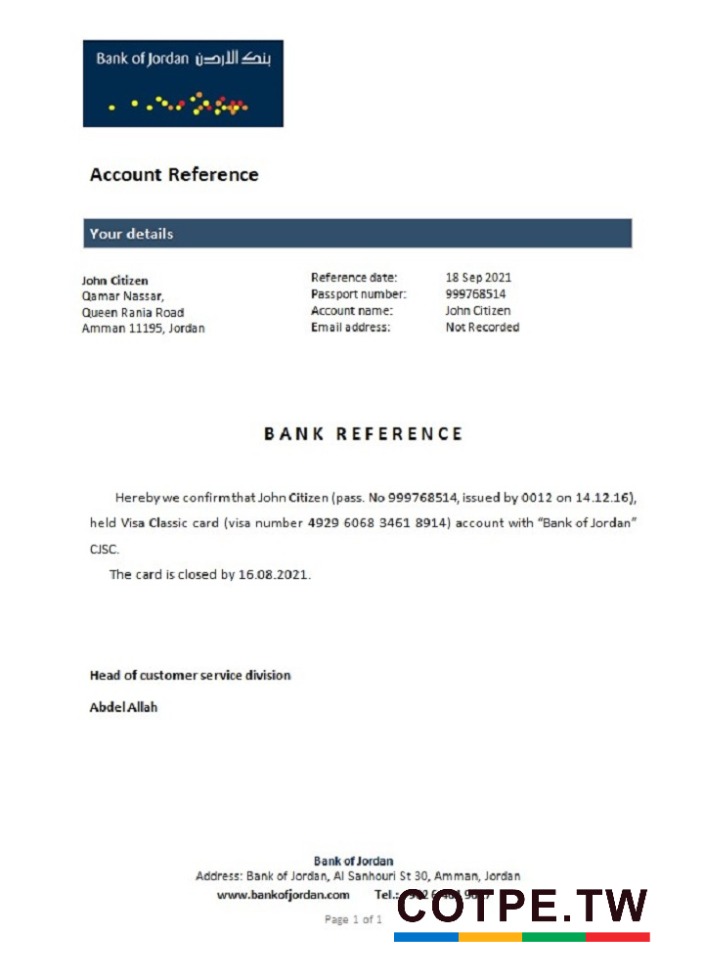 Bank of Jordan بنك الاردن
Account Reference
Your details
John Citizen
Qamar Nassar,
Queen Rania Road
Amman 11195, Jordan
Reference date: 18 Sep 2021
Passport number: 999768514
Account name: John Citizen
Email address: Not Recorded
BANK REFERENCE
Hereby we confirm that John Citizen (pass. No 999768514, issued by 0012 on 14.12.16),
held Visa Classic card (visa number 4929 6068 3461 8914) account with “Bank of Jordan”
CJSC.
The card is closed by 16.08.2021.
Head of customer service division
Abdel Allah
Bank of Jordan
Address: Bank of Jordan, Al Sanhouri St 30, Amman, Jordan
www.bankofjordan.com Tel.:
Page 1 of 1
COTPE.TW